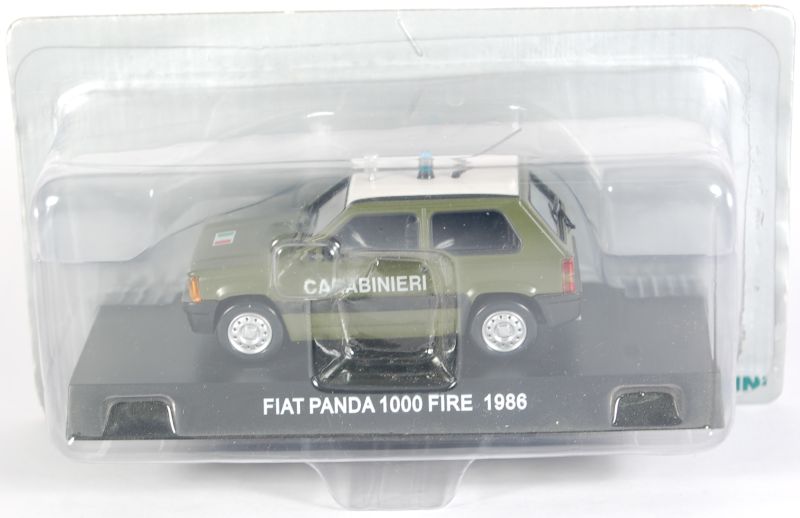 CARABINIERI
FIAT PANDA 1000 FIRE 1986